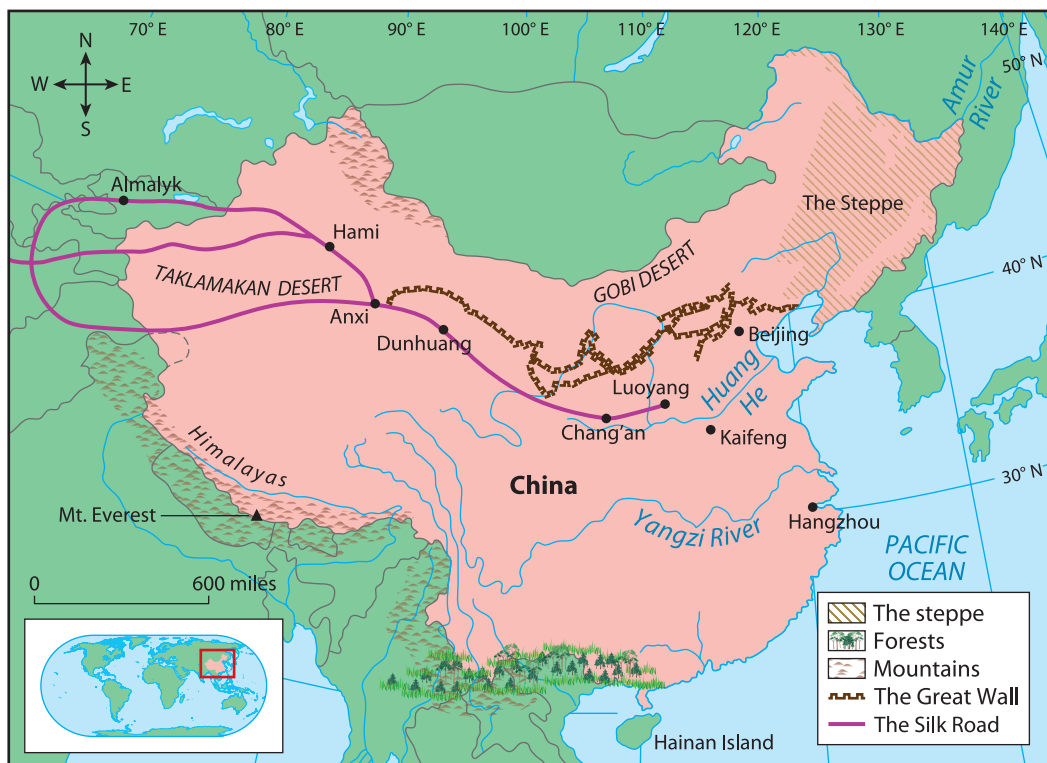 70° E
80° E
90° E
100° E
110° E
120° E
130° E
140° E
50° N
N
W
E
S
Amur
River
Almalyk
The Steppe
Hami
40° N
GOBI DESERT
TAKLAMAKAN DESERT
Anxi
Dunhuang
Beijing
Luoyang
Huang
He
Chang'an
Kaifeng
Himalayas
30° N
China
Mt. Everest
Yangzi River
Hangzhou
PACIFIC
OCEAN
0
600 miles
The steppe
Forests
Mountains
The Great Wall
The Silk Road
Hainan Island